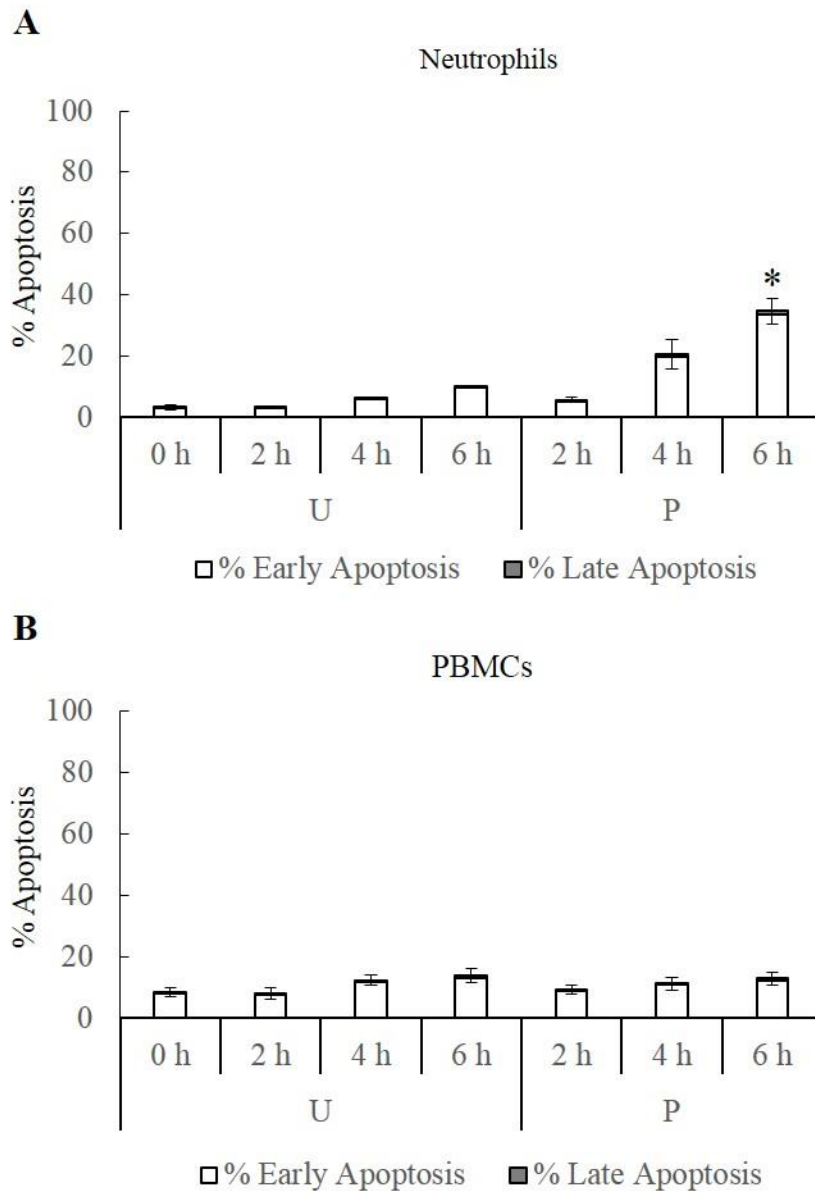 A
Neutrophils
% Apoptosis
100
80
60
40
20
0
*
0 h 2 h 4 h 6 h 2 h 4 h 6 h
U P
% Early Apoptosis % Late Apoptosis
B
PBMCs
% Apoptosis
100
80
60
40
20
0
0 h 2 h 4 h 6 h 2 h 4 h 6 h
U P
% Early Apoptosis % Late Apoptosis